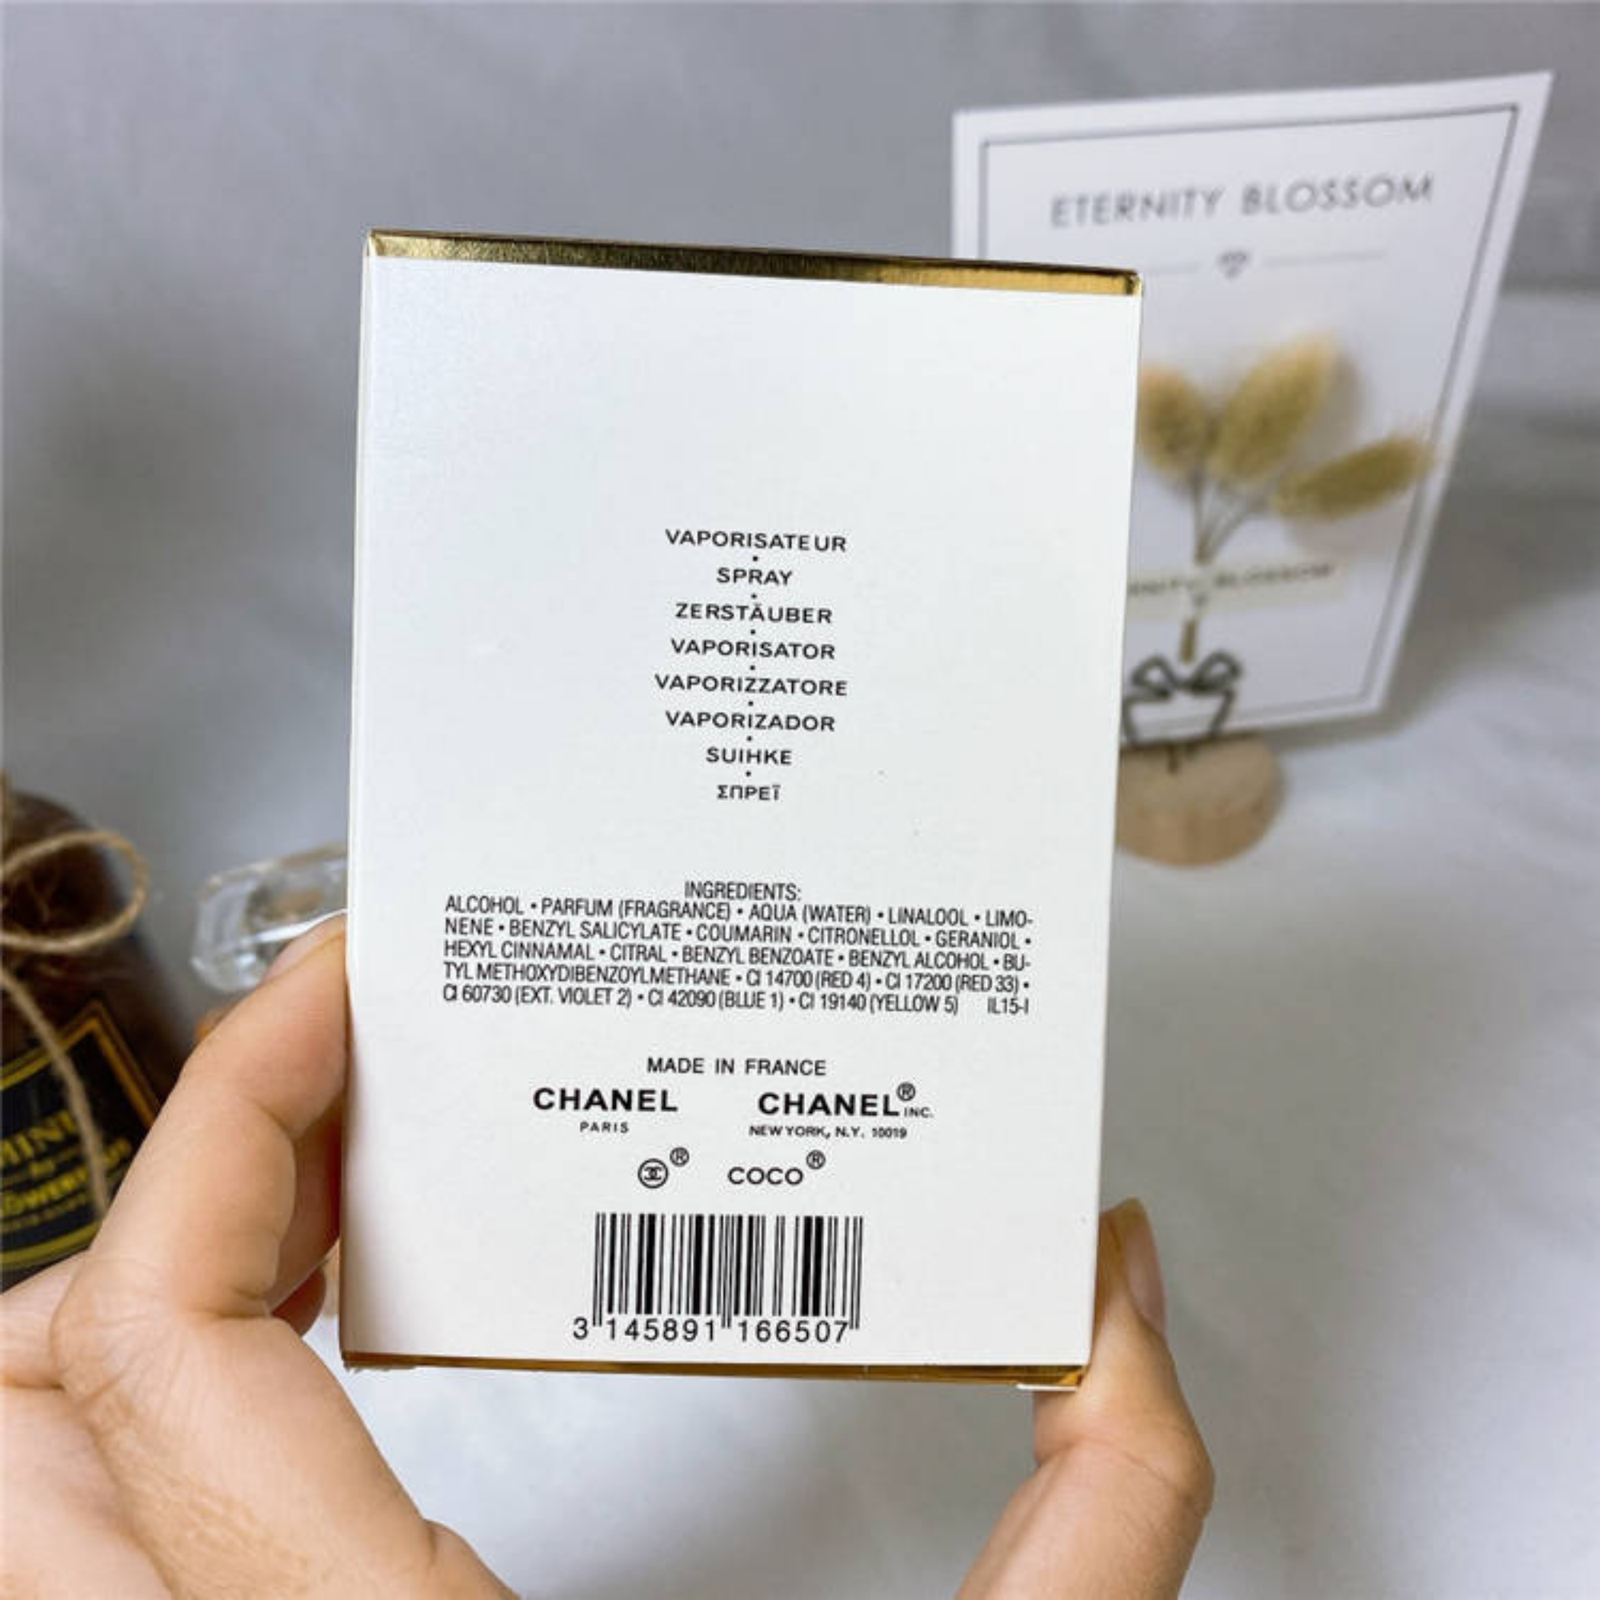 ETERNITY BLOSSOM
VAPORISATEUR
•
SPRAY
•
ZERSTÄUBER
•
VAPORISATOR
•
VAPORIZZATORE
•
VAPORIZADOR
•
SUIHKE
•
ΣΠΡΕΪ
BLOSSOM
INGREDIENTS:
ALCOHOL • PARFUM (FRAGRANCE) • AQUA (WATER) • LINALOOL • LIMO-
NENE • BENZYL SALICYLATE • COUMARIN • CITRONELLOL • GERANIOL •
HEXYL CINNAMAL • CITRAL • BENZYL BENZOATE • BENZYL ALCOHOL • BU-
TYL METHOXYDIBENZOYLMETHANE • CI 14700 (RED 4) • CI 17200 (RED 33) •
CI 60730 (EXT. VIOLET 2) • CI 42090 (BLUE 1) • CI 19140 (YELLOW 5) IL15-I
MADE IN FRANCE
CHANEL CHANEL® INC.
PARIS NEW YORK, N.Y. 10019
® COCO®
3 145891 166507